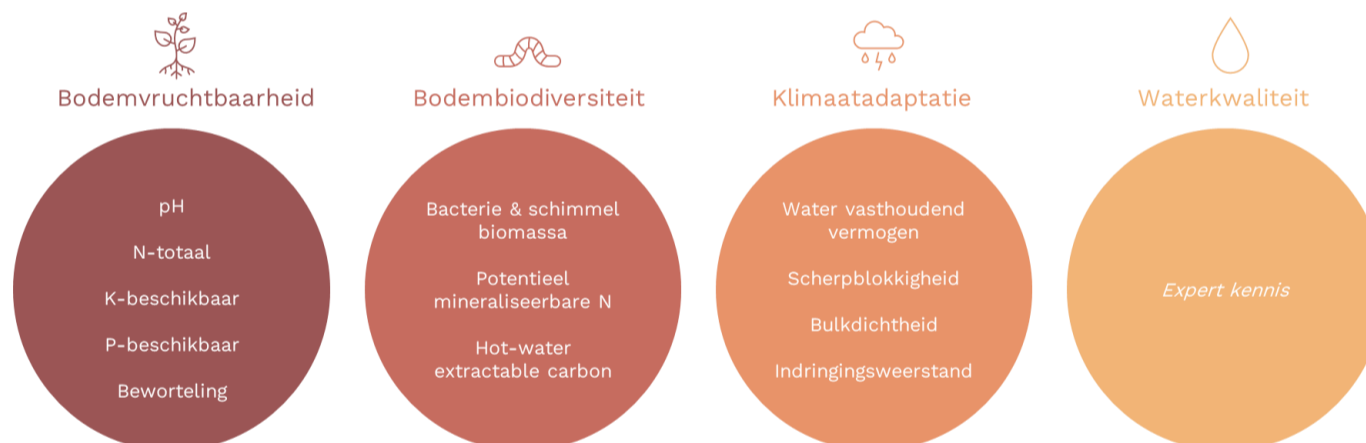 Bodemvruchtbaarheid
pH
N-totaal
K-beschikbaar
P-beschikbaar
Beworteling
Bodembiodiversiteit
Bacterie & schimmel
biomassa
Potentieel
mineraliseerbare N
Hot-water
extractable carbon
Klimaatadaptatie
Water vasthoudend
vermogen
Scherpblokkigheid
Bulkdichtheid
Indringingsweerstand
Waterkwaliteit
Expert kennis